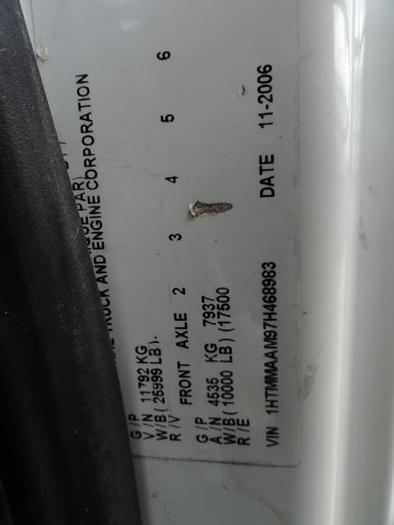 TRUCK AND ENGINE CORPORATION
G/P
V/N 11792 KG
W/B ( 25999 LB ).
R/V
FRONT AXLE 2 3 4 5 6
G/P
A/N 4535 KG 7937
W/B ( 10000 LB ) (17500
R/E
VIN 1HTMMAAM97H468983 DATE 11-2006